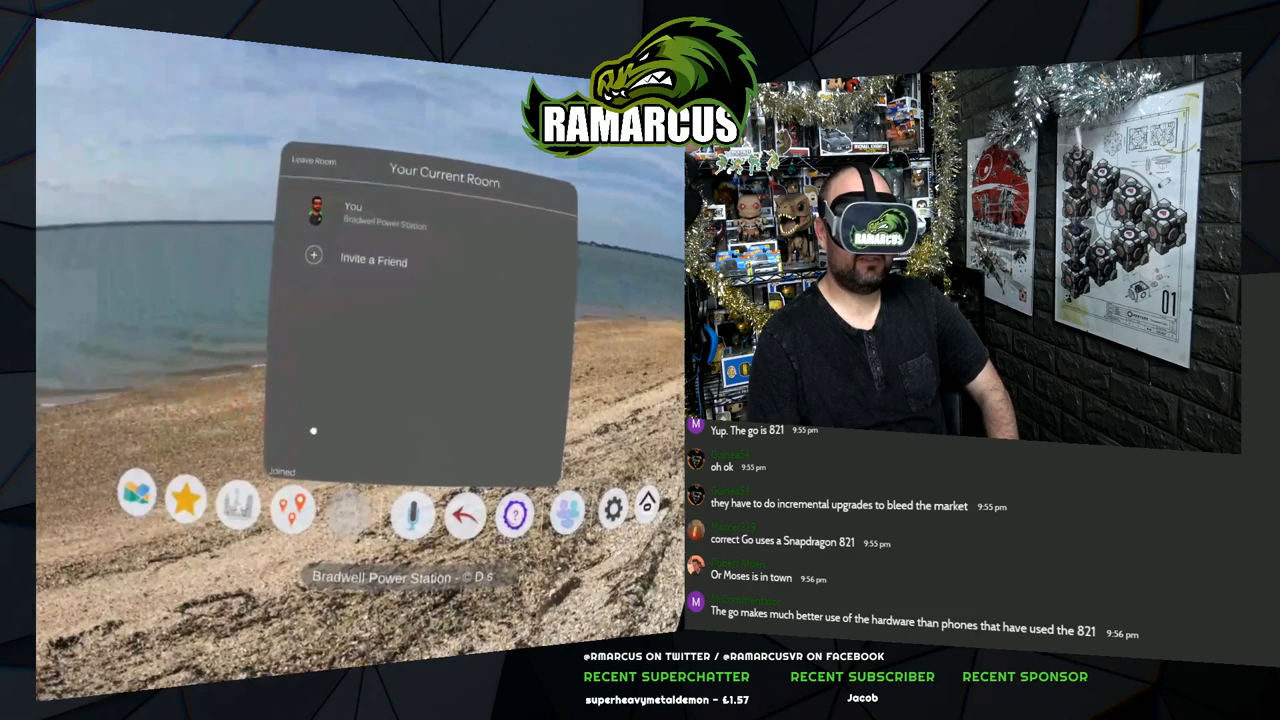 RAMARCUS
Leave Room
Your Current Room
You
Bradwell Power Station
Invite a Friend
Joined
Bradwell Power Station - © D s
RAMARCUS
01
Yup. The go is 821 9:55 pm
oh ok 9:55 pm
they have to do incremental upgrades to bleed the market 9:55 pm
correct Go uses a Snapdragon 821 9:55 pm
Or Moses is in town 9:56 pm
The go makes much better use of the hardware than phones that have used the 821 9:56 pm
@RMARCUS ON TWITTER / @RAMARCUSVR ON FACEBOOK
RECENT SUPERCHATTER
RECENT SUBSCRIBER
RECENT SPONSOR
superheavymetaldemon - £1.57
Jacob